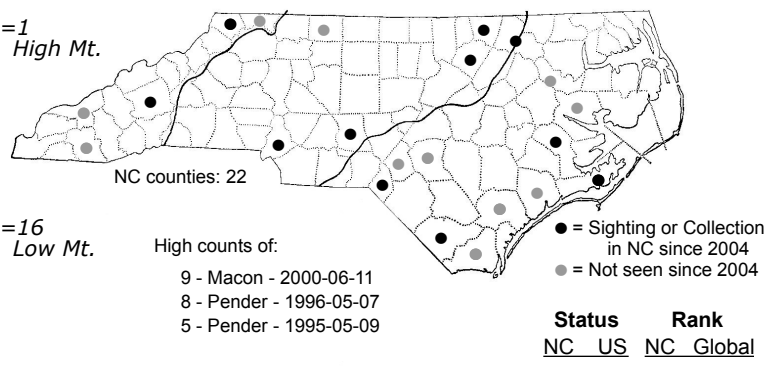 =1
High Mt.
NC counties: 22
=16
Low Mt.
High counts of:
9 - Macon - 2000-06-11
8 - Pender - 1996-05-07
5 - Pender - 1995-05-09
= Sighting or Collection
in NC since 2004
= Not seen since 2004
Status Rank
NC US NC Global